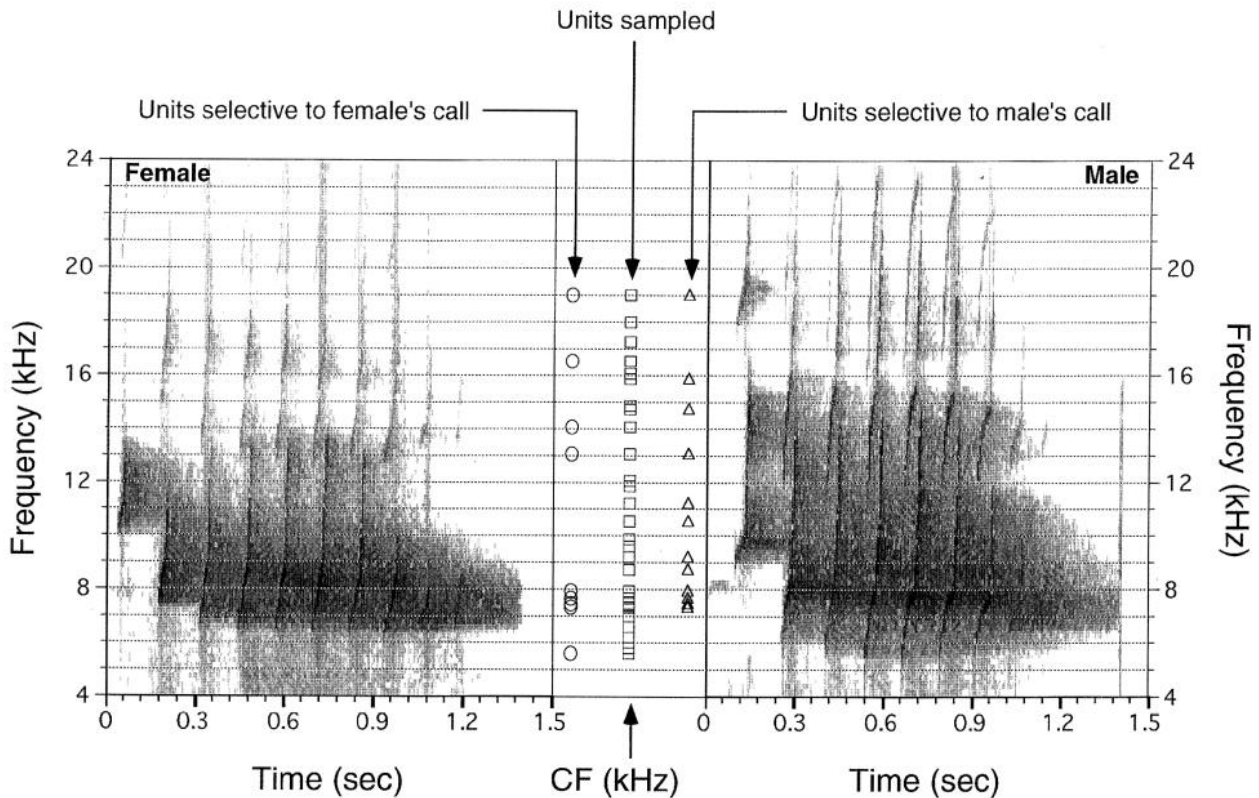 Units sampled
Units selective to female's call
Units selective to male's call
Female
Male
24
20
16
12
8
4
24
20
16
12
8
4
Frequency (kHz)
Frequency (kHz)
0
0.3
0.6
0.9
1.2
1.5
0
0.3
0.6
0.9
1.2
1.5
Time (sec)
CF (kHz)
Time (sec)